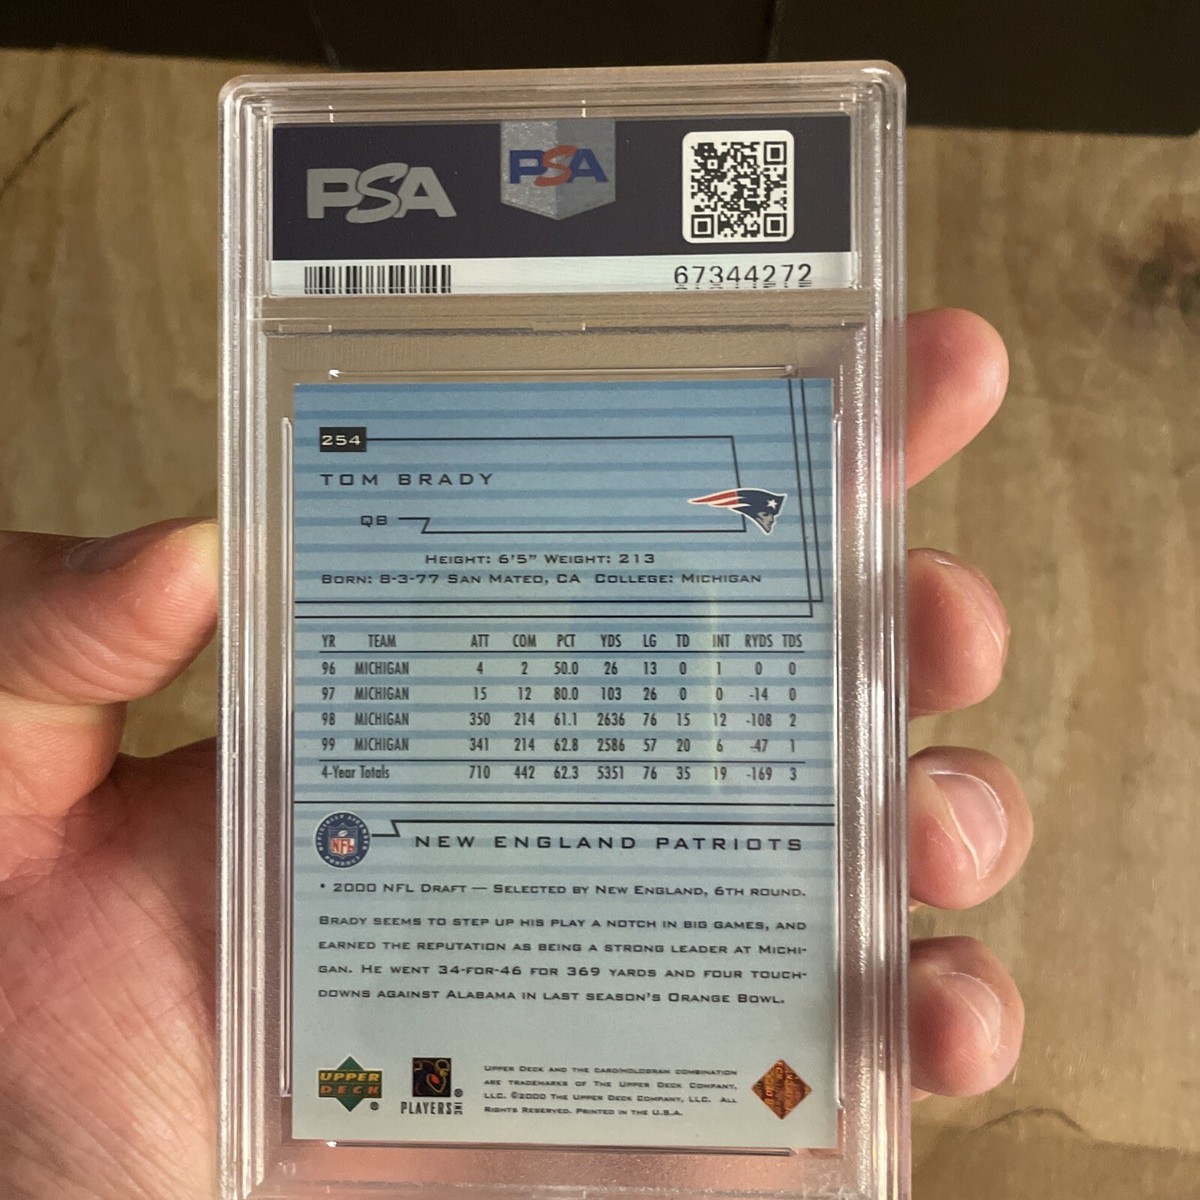 PSA PSA
67344272
254
TOM BRADY
QB
HEIGHT: 6'5" WEIGHT: 213
BORN: 8-3-77 SAN MATEO, CA COLLEGE: MICHIGAN
YR TEAM ATT COM PCT YDS LG TD INT RYDS TDS
96 MICHIGAN 4 2 50.0 26 13 0 1 0 0
97 MICHIGAN 15 12 80.0 103 26 0 0 -14 0
98 MICHIGAN 350 214 61.1 2636 76 15 12 -108 2
99 MICHIGAN 341 214 62.8 2586 57 20 6 -47 1
4-Year Totals 710 442 62.3 5351 76 35 19 -169 3
NFL
NEW ENGLAND PATRIOTS
• 2000 NFL DRAFT — SELECTED BY NEW ENGLAND, 6TH ROUND.
BRADY SEEMS TO STEP UP HIS PLAY A NOTCH IN BIG GAMES, AND
EARNED THE REPUTATION AS BEING A STRONG LEADER AT MICHI-
GAN. HE WENT 34-FOR-46 FOR 369 YARDS AND FOUR TOUCH-
DOWNS AGAINST ALABAMA IN LAST SEASON'S ORANGE BOWL.
UPPER
DECK ®
PLAYERS INC ®
UPPER DECK AND THE CARD/HOLOGRAM COMBINATION
ARE TRADEMARKS OF THE UPPER DECK COMPANY,
LLC. ©2000 THE UPPER DECK COMPANY, LLC. ALL
RIGHTS RESERVED. PRINTED IN THE U.S.A.